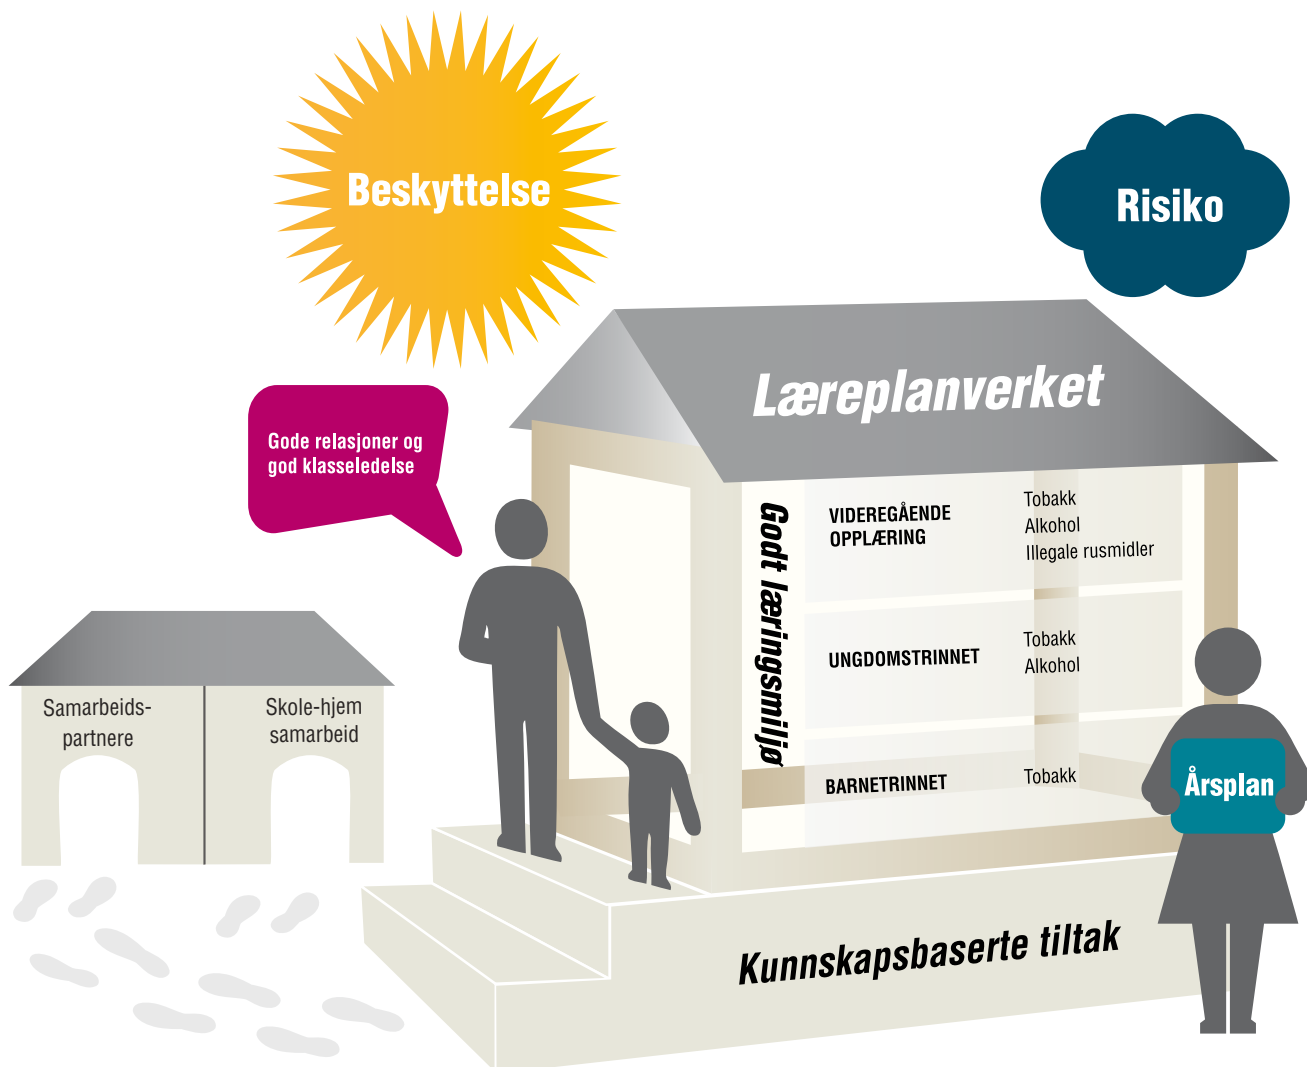 Beskyttelse
Risiko
Læreplanverket
Gode relasjoner og
god klasseledelse
Godt læringsmiljø
VIDEREGÅENDE
OPPLÆRING
Tobakk
Alkohol
Illegale rusmidler
UNGDOMSTRINNET
Tobakk
Alkohol
BARNETRINNET
Tobakk
Samarbeids-
partnere
Skole-hjem
samarbeid
Årsplan
Kunnskapsbaserte tiltak